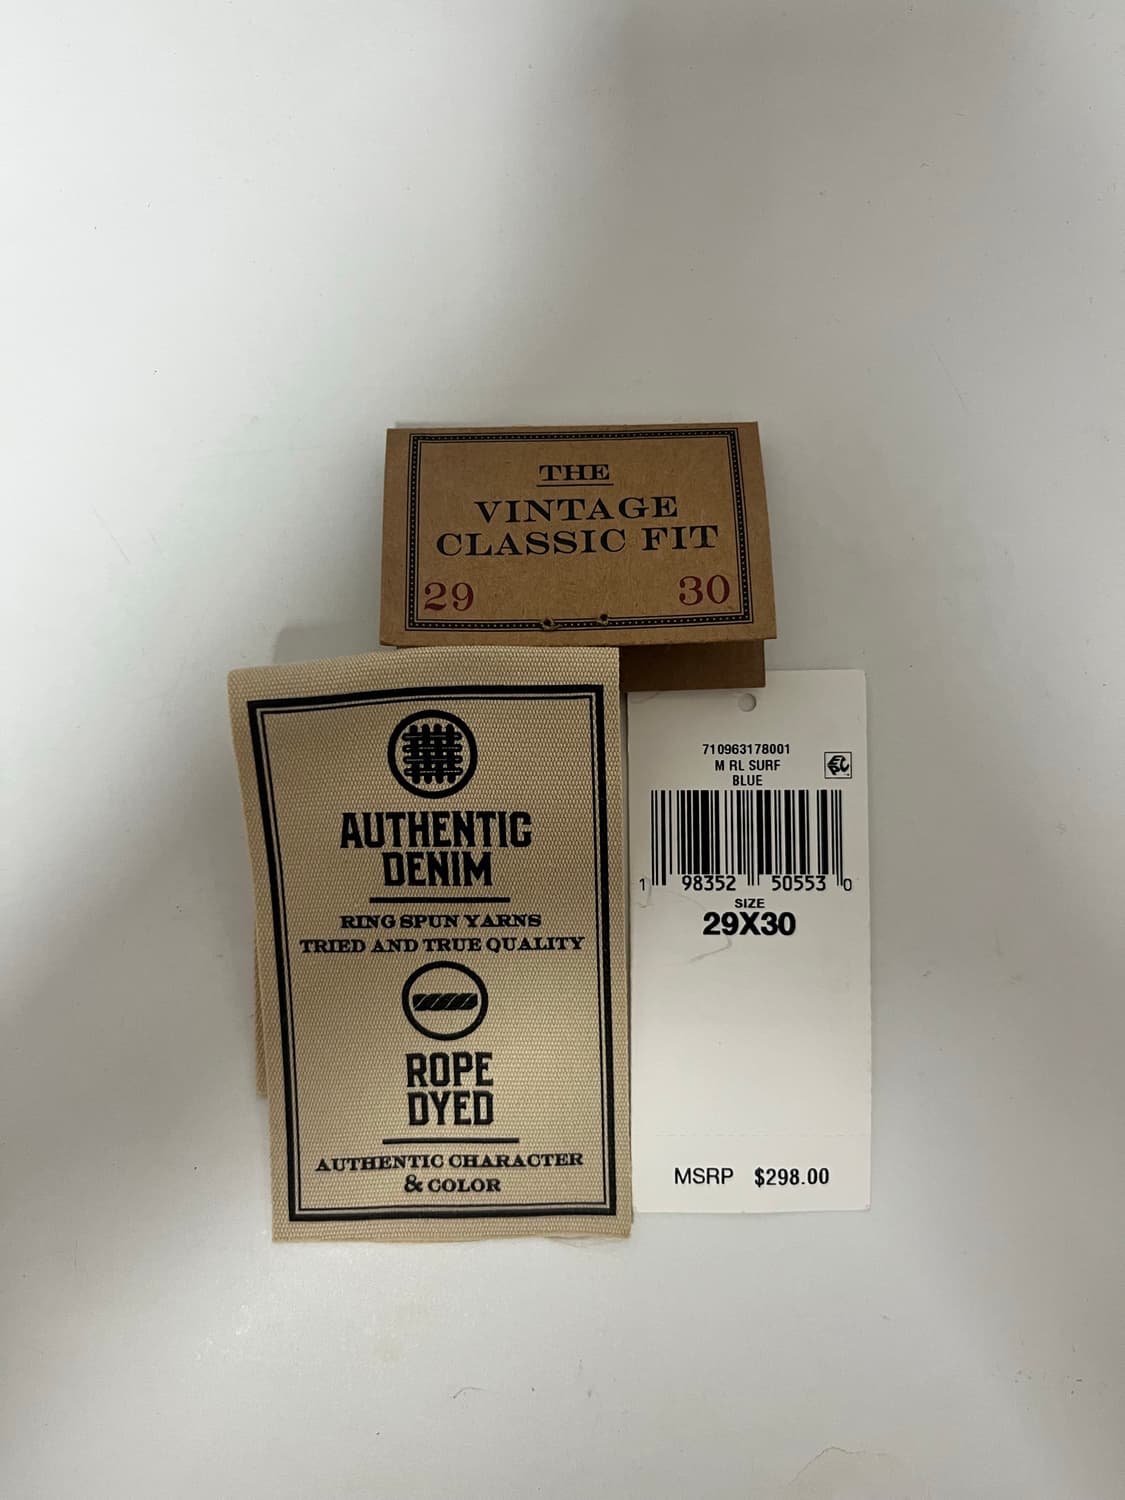 THE
VINTAGE
CLASSIC FIT
29 30
AUTHENTIC
DENIM
RING SPUN YARNS
TRIED AND TRUE QUALITY
ROPE
DYED
AUTHENTIC CHARACTER
& COLOR
710963178001
M RL SURF
BLUE
1 98352 50553 0
SIZE
29X30
MSRP $298.00